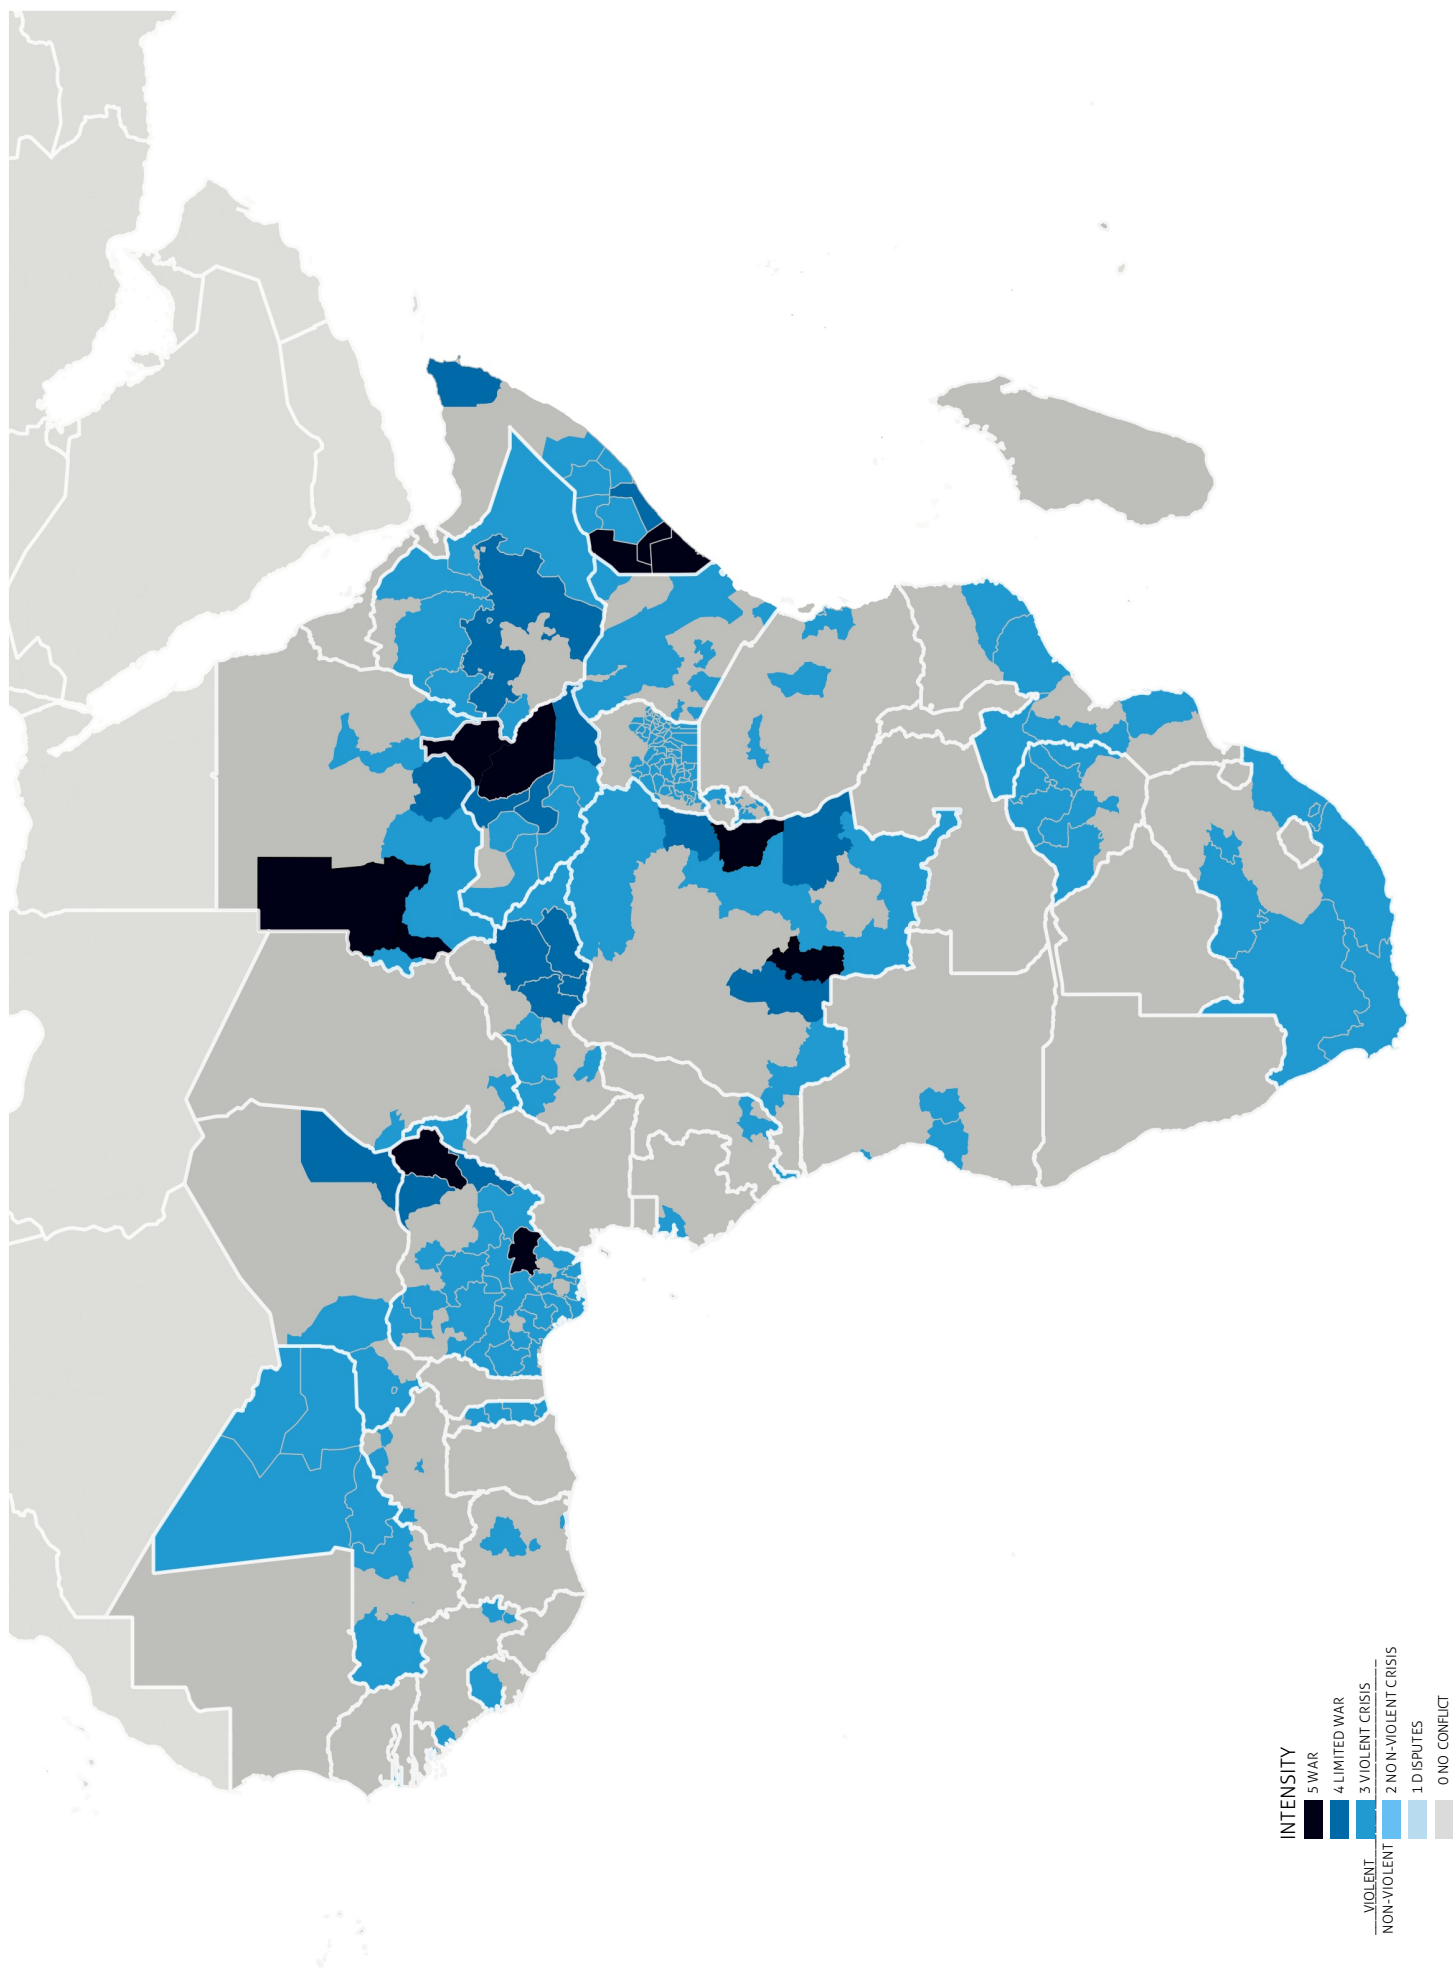 INTENSITY
5 WAR
4 LIMITED WAR
VIOLENT
3 VIOLENT CRISIS
NON-VIOLENT
2 NON-VIOLENT CRISIS
1 DISPUTES
0 NO CONFLICT